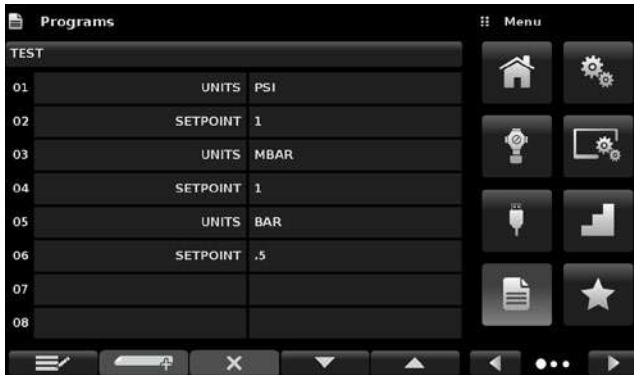 Programs
Menu
TEST
01 UNITS PSI
02 SETPOINT 1
03 UNITS MBAR
04 SETPOINT 1
05 UNITS BAR
06 SETPOINT .5
07
08